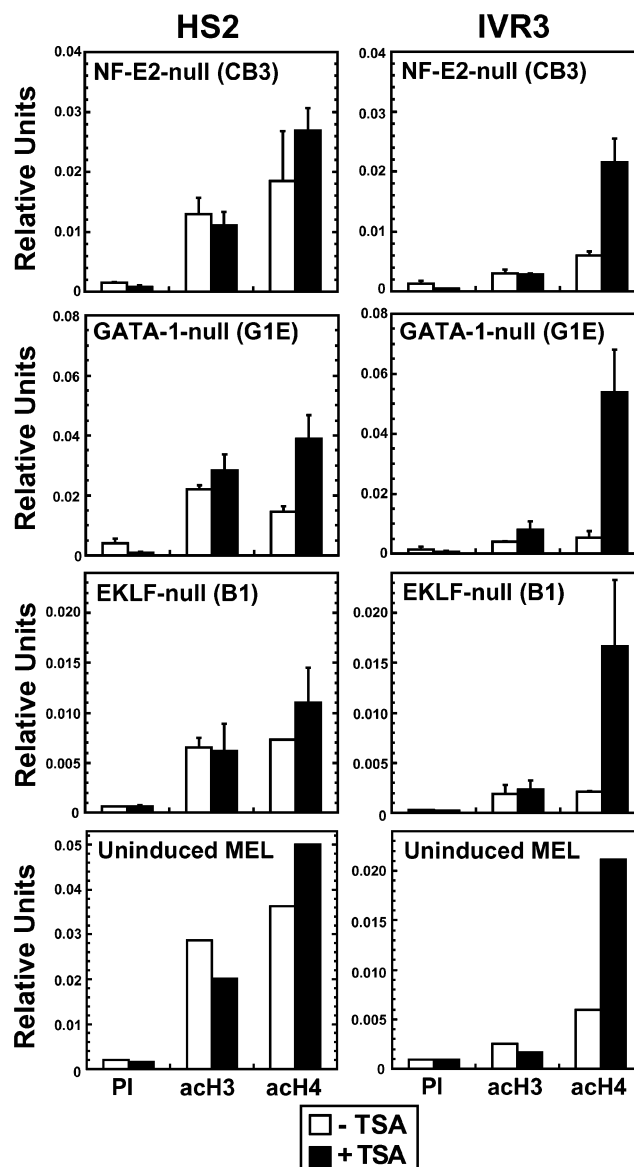 HS2
IVR3
NF-E2-null (CB3)
Relative Units
0.04
0.03
0.02
0.01
0
NF-E2-null (CB3)
0.04
0.03
0.02
0.01
0
GATA-1-null (G1E)
Relative Units
0.08
0.06
0.04
0.02
0
GATA-1-null (G1E)
0.08
0.06
0.04
0.02
0
EKLF-null (B1)
Relative Units
0.020
0.015
0.010
0.005
0
EKLF-null (B1)
0.020
0.015
0.010
0.005
0
Uninduced MEL
Relative Units
0.05
0.04
0.03
0.02
0.01
0
PI
acH3
acH4
Uninduced MEL
0.020
0.015
0.010
0.005
0
PI
acH3
acH4
- TSA
+ TSA